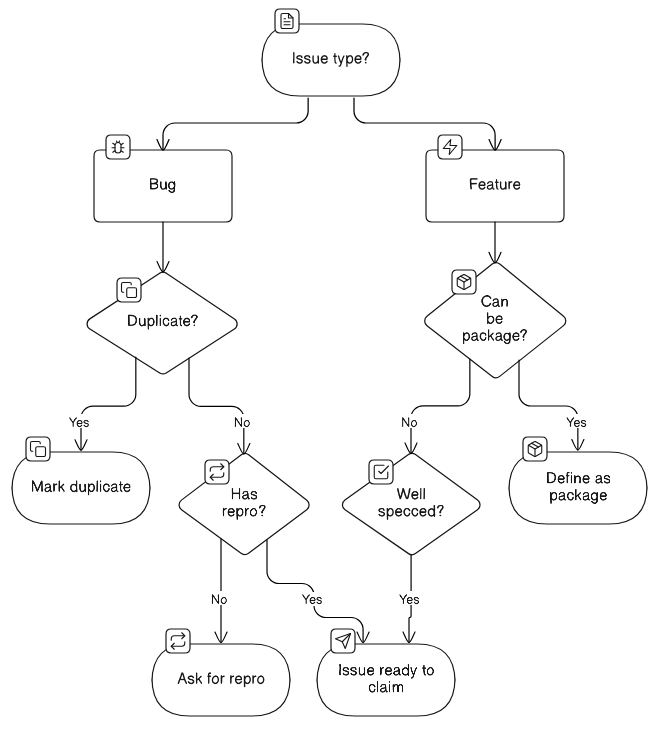 Issue type?
Bug
Feature
Duplicate?
Can
be
package?
Yes
No
No
Yes
Mark duplicate
Has
repro?
Well
specced?
Define as
package
No
Yes
Yes
Ask for repro
Issue ready to
claim